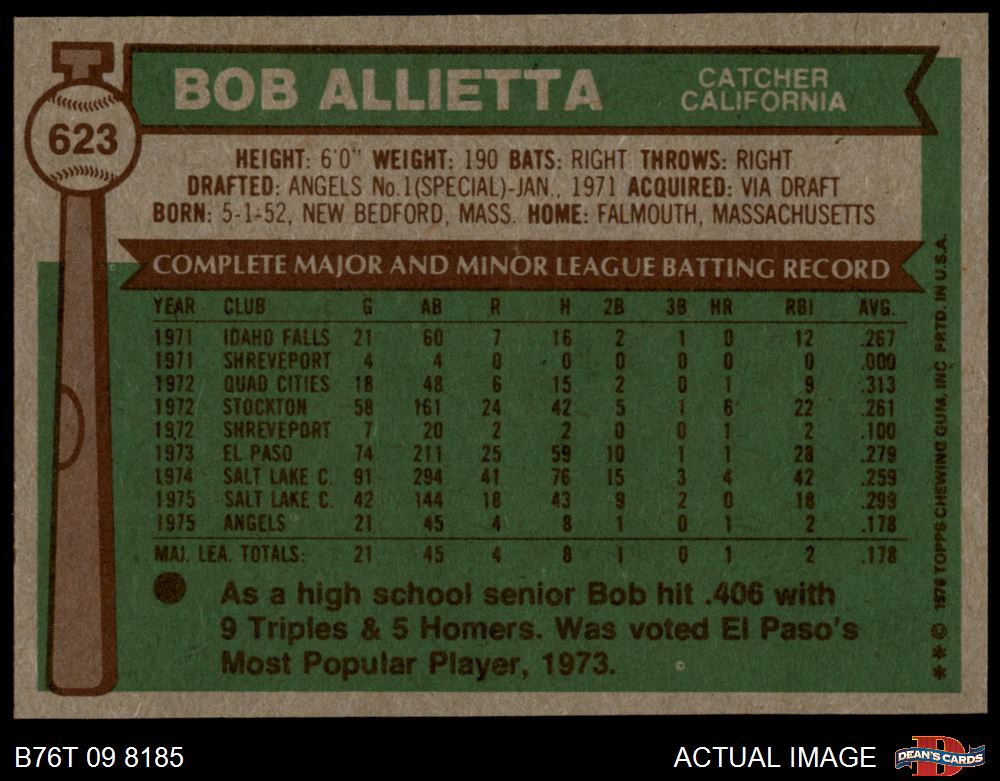 BOB ALLIETTA
CATCHER
CALIFORNIA
623
HEIGHT: 6'0" WEIGHT: 190 BATS: RIGHT THROWS: RIGHT
DRAFTED: ANGELS No.1(SPECIAL)-JAN., 1971 ACQUIRED: VIA DRAFT
BORN: 5-1-52, NEW BEDFORD, MASS. HOME: FALMOUTH, MASSACHUSETTS
COMPLETE MAJOR AND MINOR LEAGUE BATTING RECORD
YEAR CLUB G AB R H 2B 3B HR RBI AVG.
1971 IDAHO FALLS 21 60 7 16 2 1 0 12 .267
1971 SHREVEPORT 4 4 0 0 0 0 0 0 .000
1972 QUAD CITIES 18 48 6 15 2 0 1 9 .313
1972 STOCKTON 58 161 24 42 5 1 6 22 .261
1972 SHREVEPORT 7 20 2 2 0 0 1 2 .100
1973 EL PASO 74 211 25 59 10 1 1 28 .279
1974 SALT LAKE C. 91 294 41 76 15 3 4 42 .259
1975 SALT LAKE C. 42 144 18 43 9 2 0 18 .299
1975 ANGELS 21 45 4 8 1 0 1 2 .178
MAJ. LEA. TOTALS: 21 45 4 8 1 0 1 2 .178
As a high school senior Bob hit .406 with
9 Triples & 5 Homers. Was voted El Paso's
Most Popular Player, 1973.
*** © 1976 TOPPS CHEWING GUM, INC. PRTD. IN U.S.A.
B76T 09 8185
ACTUAL IMAGE
DEAN'S CARDS